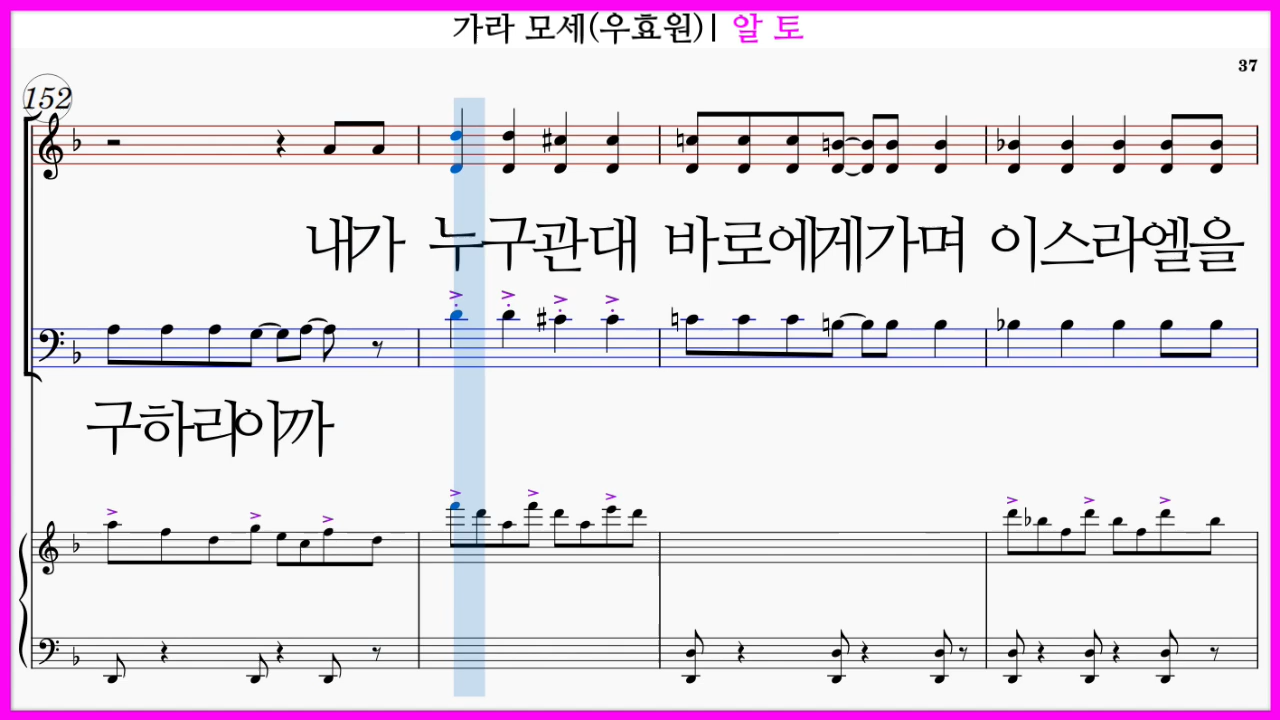 가라 모세(우효원)| 알 토
37
152
내가 누구관대 바로에게가며 이스라엘을
구하리이까